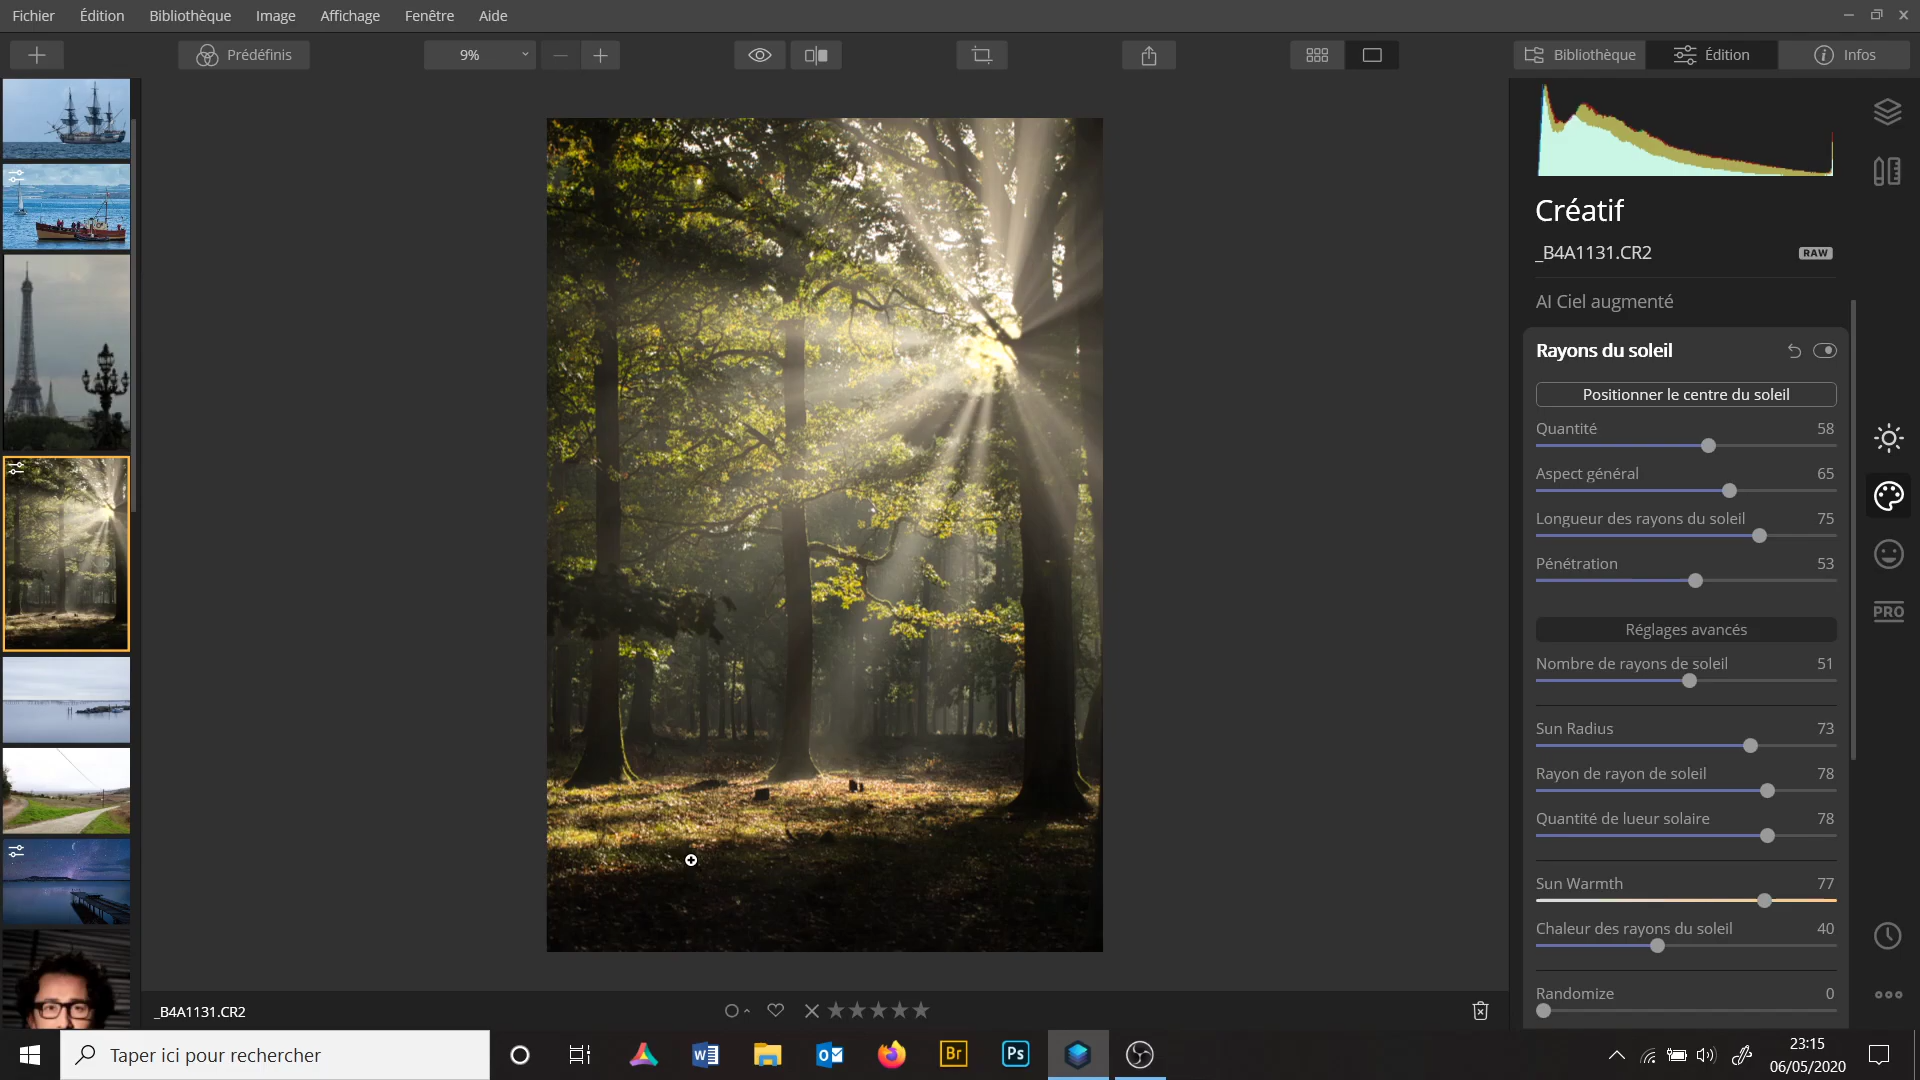 Fichier Édition Bibliothèque Image Affichage Fenêtre Aide
Prédéfinis 9% Bibliothèque Édition Infos
Créatif
_B4A1131.CR2 RAW
AI Ciel augmenté
Rayons du soleil
Positionner le centre du soleil
Quantité 58
Aspect général 65
Longueur des rayons du soleil 75
Pénétration 53
PRO
Réglages avancés
Nombre de rayons de soleil 51
Sun Radius 73
Rayon de rayon de soleil 78
Quantité de lueur solaire 78
Sun Warmth 77
Chaleur des rayons du soleil 40
Randomize 0
_B4A1131.CR2
Taper ici pour rechercher
Br
Ps
23:15
06/05/2020